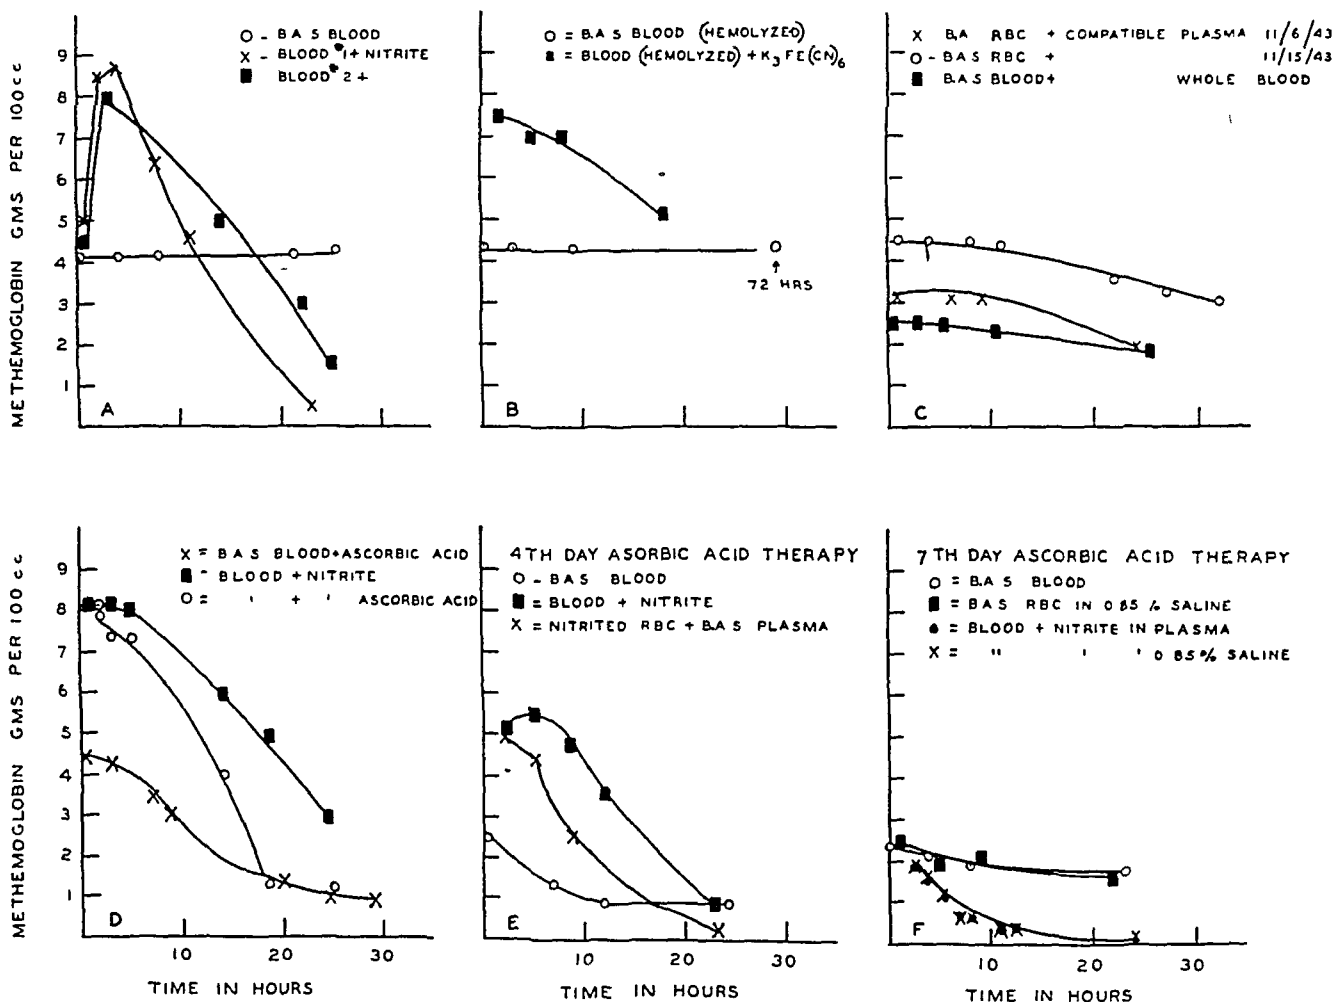 METHEMOGLOBIN GMS PER 100cc
9
8
7
6
5
4
3
2
1
O - BAS BLOOD
X - BLOOD #1 + NITRITE
■ BLOOD #2 +
A
O = BAS BLOOD (HEMOLYZED)
■ = BLOOD (HEMOLYZED) + K3FE(CN)6
72 HRS
B
X BA RBC + COMPATIBLE PLASMA 11/6/43
O - BAS RBC + 11/15/43
■ BAS BLOOD + WHOLE BLOOD
C
METHEMOGLOBIN GMS PER 100 cc
9
8
7
6
5
4
3
2
1
X = BAS BLOOD + ASCORBIC ACID
■ - BLOOD + NITRITE
O = ' + ' ASCORBIC ACID
D
10 20 30
TIME IN HOURS
4TH DAY ASORBIC ACID THERAPY
O - BAS BLOOD
■ = BLOOD + NITRITE
X = NITRITED RBC + BAS PLASMA
E
10 20 30
TIME IN HOURS
7TH DAY ASCORBIC ACID THERAPY
O = BAS BLOOD
■ = BAS RBC IN 0 85% SALINE
▲ = BLOOD + NITRITE IN PLASMA
X = " ' ' 0 85% SALINE
F
10 20 30
TIME IN HOURS